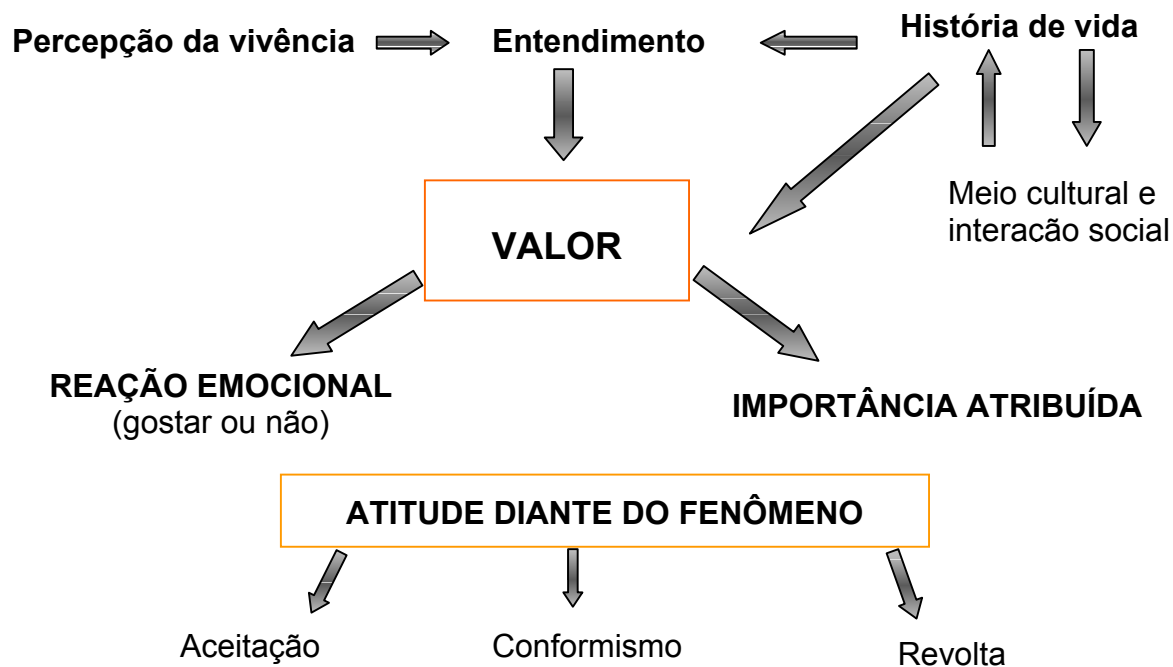 Percepção da vivência
Entendimento
História de vida
Meio cultural e
interacão social
VALOR
REAÇÃO EMOCIONAL
(gostar ou não)
IMPORTÂNCIA ATRIBUÍDA
ATITUDE DIANTE DO FENÔMENO
Aceitação
Conformismo
Revolta